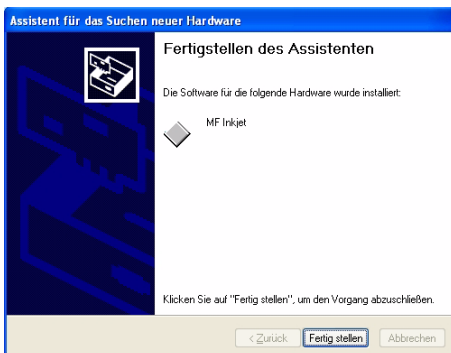 Assistent für das Suchen neuer Hardware
Fertigstellen des Assistenten
Die Software für die folgende Hardware wurde installiert:
MF Inkjet
Klicken Sie auf "Fertig stellen", um den Vorgang abzuschließen.
< Zurück Fertig stellen Abbrechen